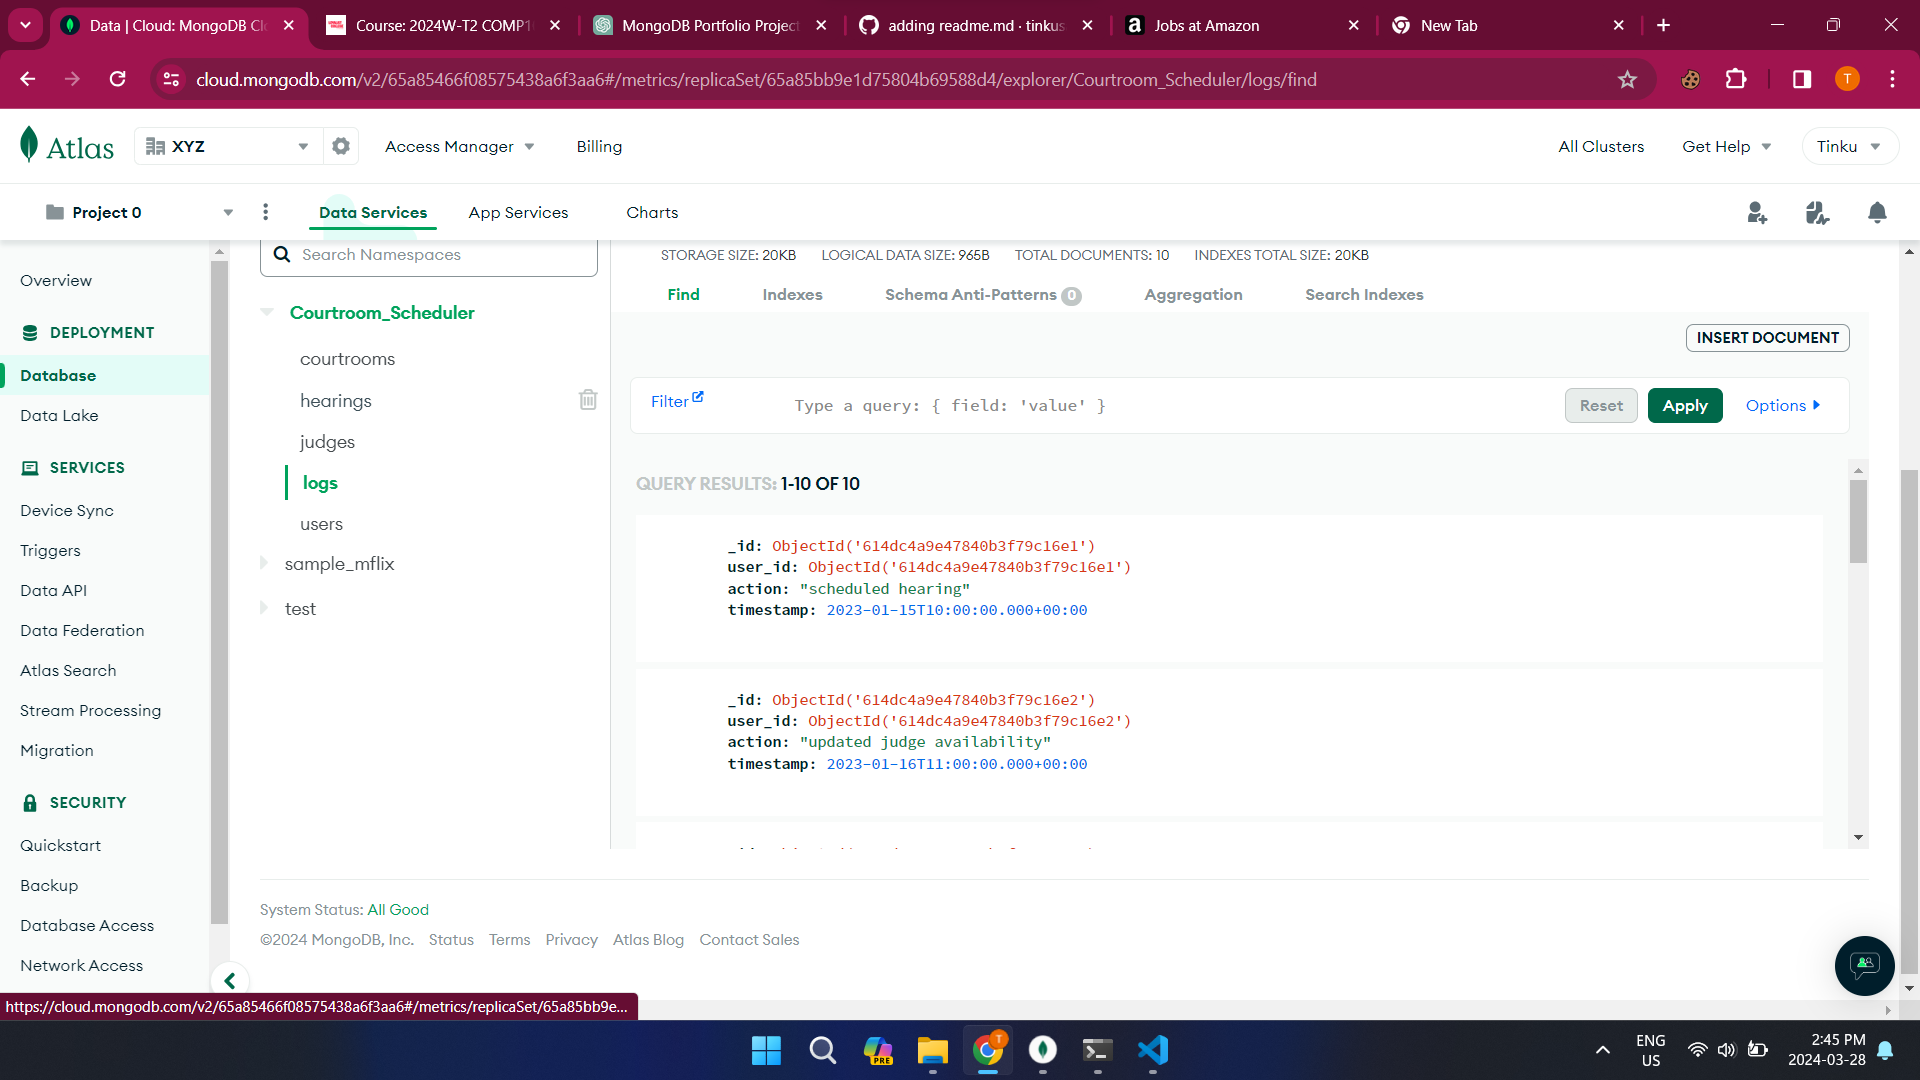 Data | Cloud: MongoDB Clo
Course: 2024W-T2 COMP10
MongoDB Portfolio Project
adding readme.md · tinkus
Jobs at Amazon
New Tab
cloud.mongodb.com/v2/65a85466f08575438a6f3aa6#/metrics/replicaSet/65a85bb9e1d75804b69588d4/explorer/Courtroom_Scheduler/logs/find
T
Atlas
XYZ
Access Manager
Billing
All Clusters
Get Help
Tinku
Project 0
Data Services
App Services
Charts
Overview
DEPLOYMENT
Database
Data Lake
SERVICES
Device Sync
Triggers
Data API
Data Federation
Atlas Search
Stream Processing
Migration
SECURITY
Quickstart
Backup
Database Access
Network Access
Search Namespaces
Courtroom_Scheduler
courtrooms
hearings
judges
logs
users
sample_mflix
test
STORAGE SIZE: 20KB LOGICAL DATA SIZE: 965B TOTAL DOCUMENTS: 10 INDEXES TOTAL SIZE: 20KB
Find Indexes Schema Anti-Patterns 0 Aggregation Search Indexes
INSERT DOCUMENT
Filter Type a query: { field: 'value' } Reset Apply Options
QUERY RESULTS: 1-10 OF 10
_id: ObjectId('614dc4a9e47840b3f79c16e1')
user_id: ObjectId('614dc4a9e47840b3f79c16e1')
action: "scheduled hearing"
timestamp: 2023-01-15T10:00:00.000+00:00
_id: ObjectId('614dc4a9e47840b3f79c16e2')
user_id: ObjectId('614dc4a9e47840b3f79c16e2')
action: "updated judge availability"
timestamp: 2023-01-16T11:00:00.000+00:00
System Status: All Good
©2024 MongoDB, Inc. Status Terms Privacy Atlas Blog Contact Sales
https://cloud.mongodb.com/v2/65a85466f08575438a6f3aa6#/metrics/replicaSet/65a85bb9e...
PRE
T
ENG
US
2:45 PM
2024-03-28